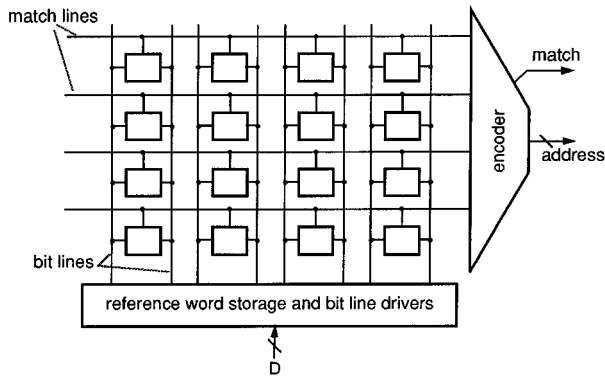 match lines
match
encoder
address
bit lines
reference word storage and bit line drivers
D